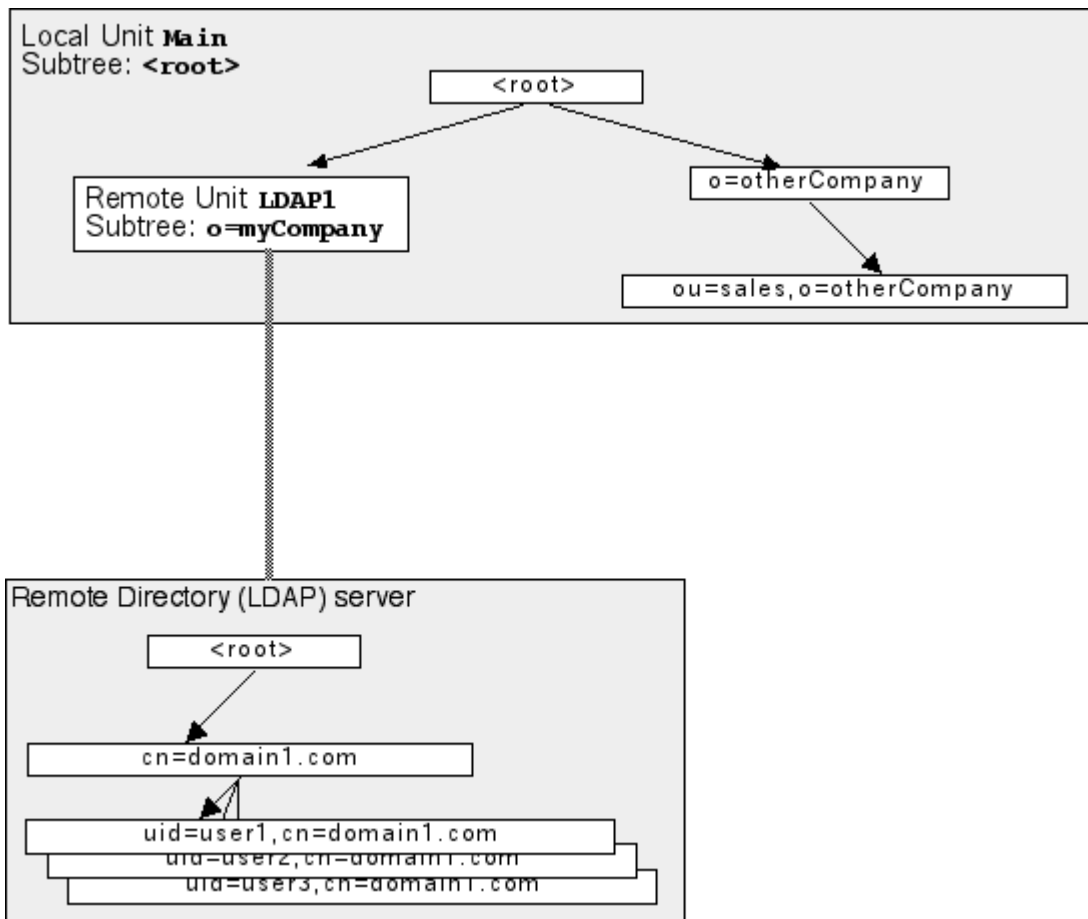 Local Unit Main
Subtree: <root>
<root>
Remote Unit LDAP1
Subtree: o=myCompany
o=otherCompany
ou=sales,o=otherCompany
Remote Directory (LDAP) server
<root>
cn=domain1.com
uid=user1,cn=domain1.com
uid=user2,cn=domain1.com
uid=user3,cn=domain1.com